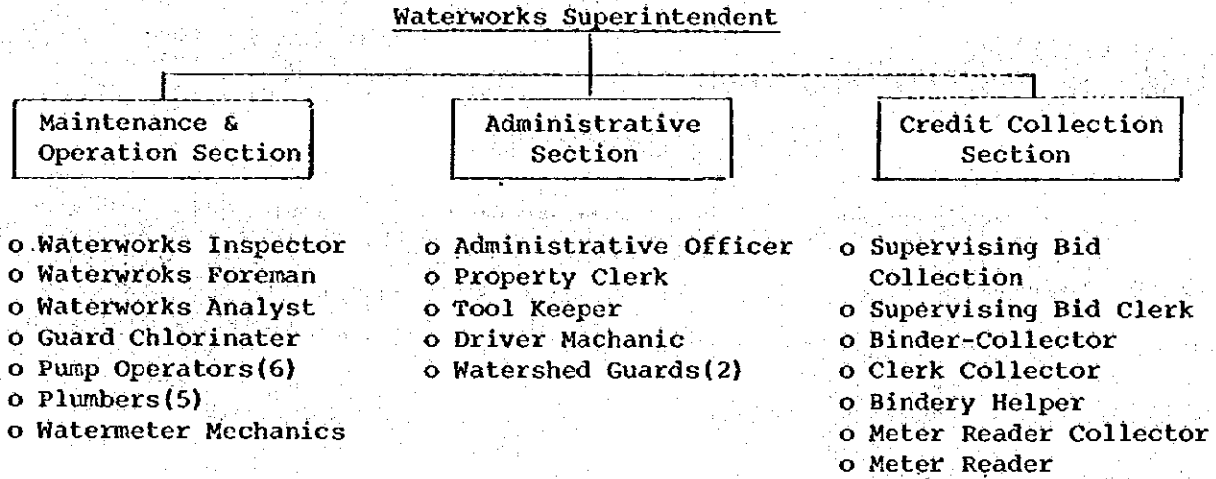 Waterworks Superintendent
Maintenance &
Operation Section
Administrative
Section
Credit Collection
Section
o Waterworks Inspector
o Waterwroks Foreman
o Waterworks Analyst
o Guard Chlorinater
o Pump Operators(6)
o Plumbers(5)
o Watermeter Mechanics
o Administrative Officer
o Property Clerk
o Tool Keeper
o Driver Machanic
o Watershed Guards(2)
o Supervising Bid
Collection
o Supervising Bid Clerk
o Binder-Collector
o Clerk Collector
o Bindery Helper
o Meter Reader Collector
o Meter Reader